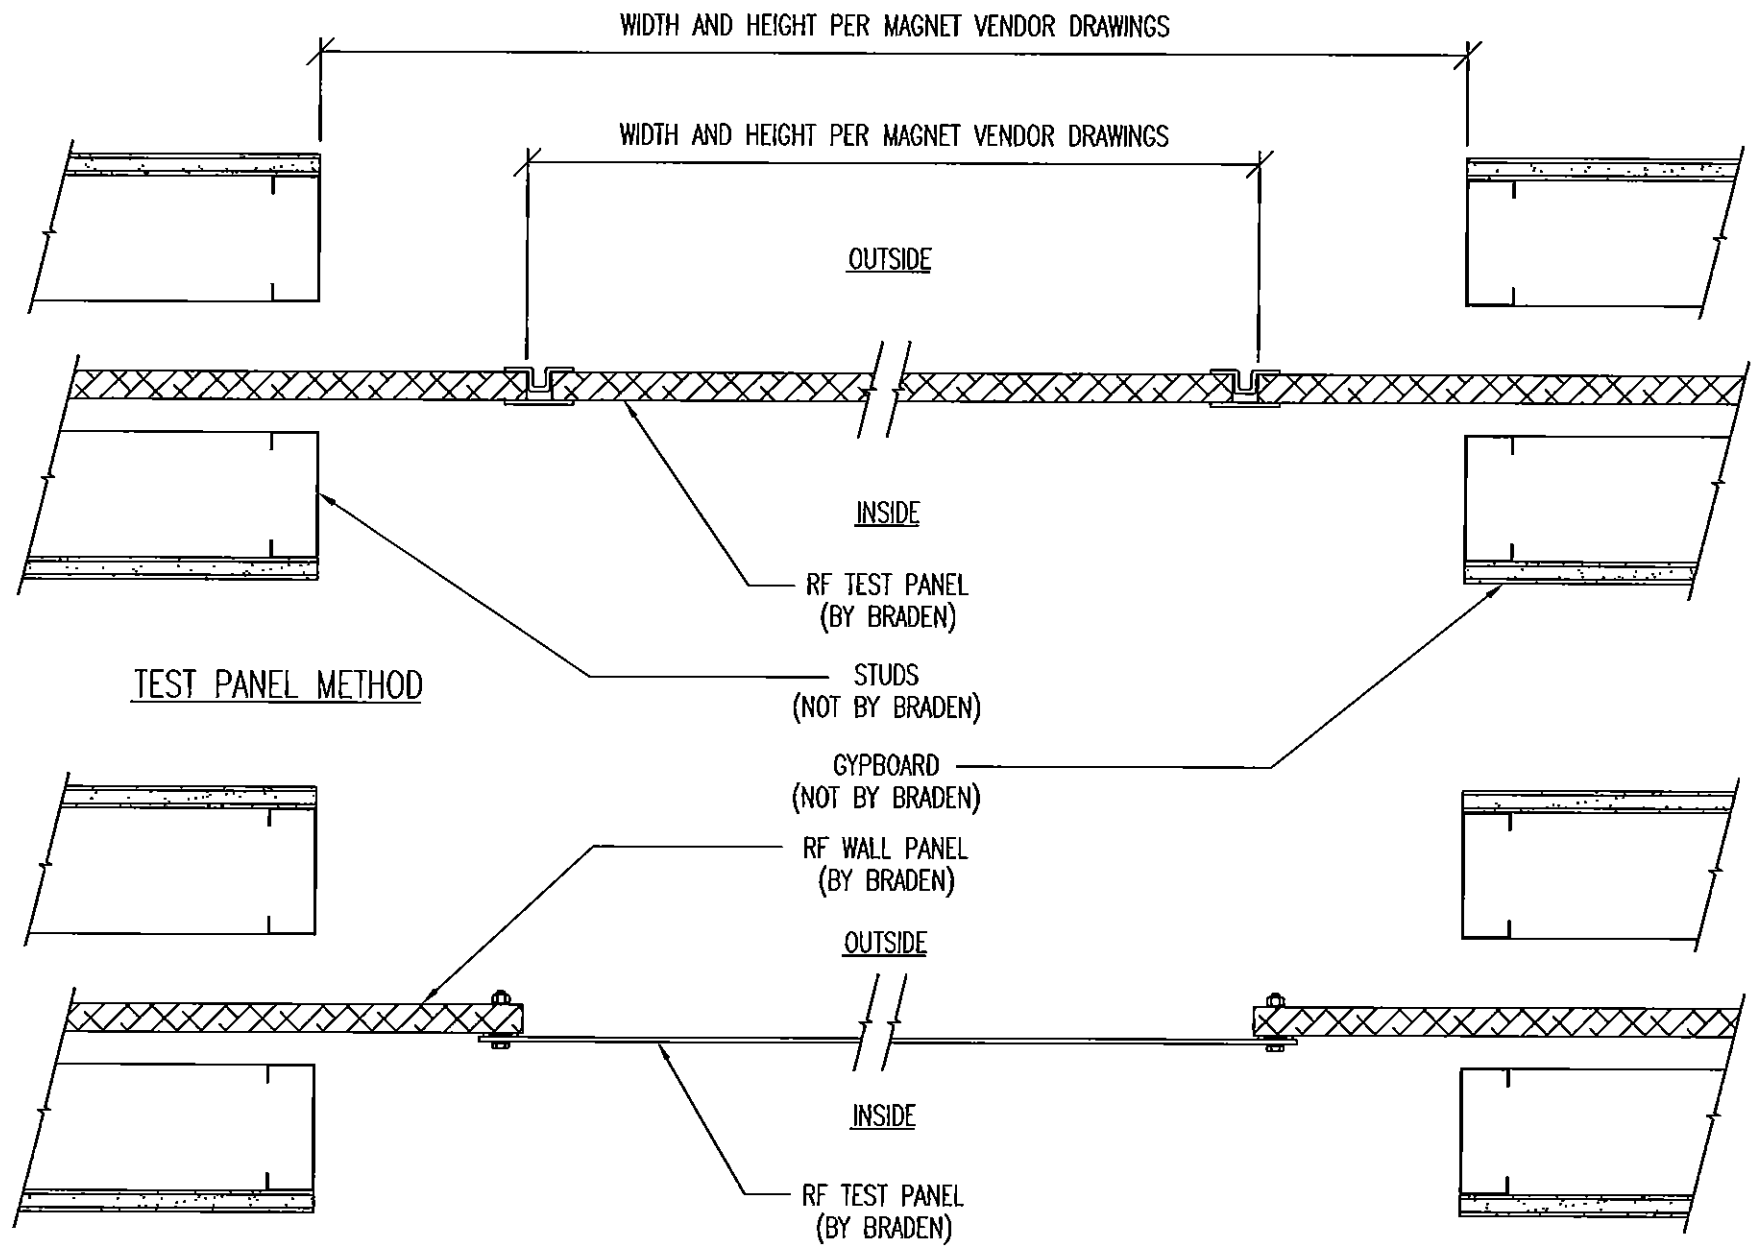 WIDTH AND HEIGHT PER MAGNET VENDOR DRAWINGS
WIDTH AND HEIGHT PER MAGNET VENDOR DRAWINGS
OUTSIDE
INSIDE
RF TEST PANEL
(BY BRADEN)
TEST PANEL METHOD
STUDS
(NOT BY BRADEN)
GYPBOARD
(NOT BY BRADEN)
RF WALL PANEL
(BY BRADEN)
OUTSIDE
INSIDE
RF TEST PANEL
(BY BRADEN)